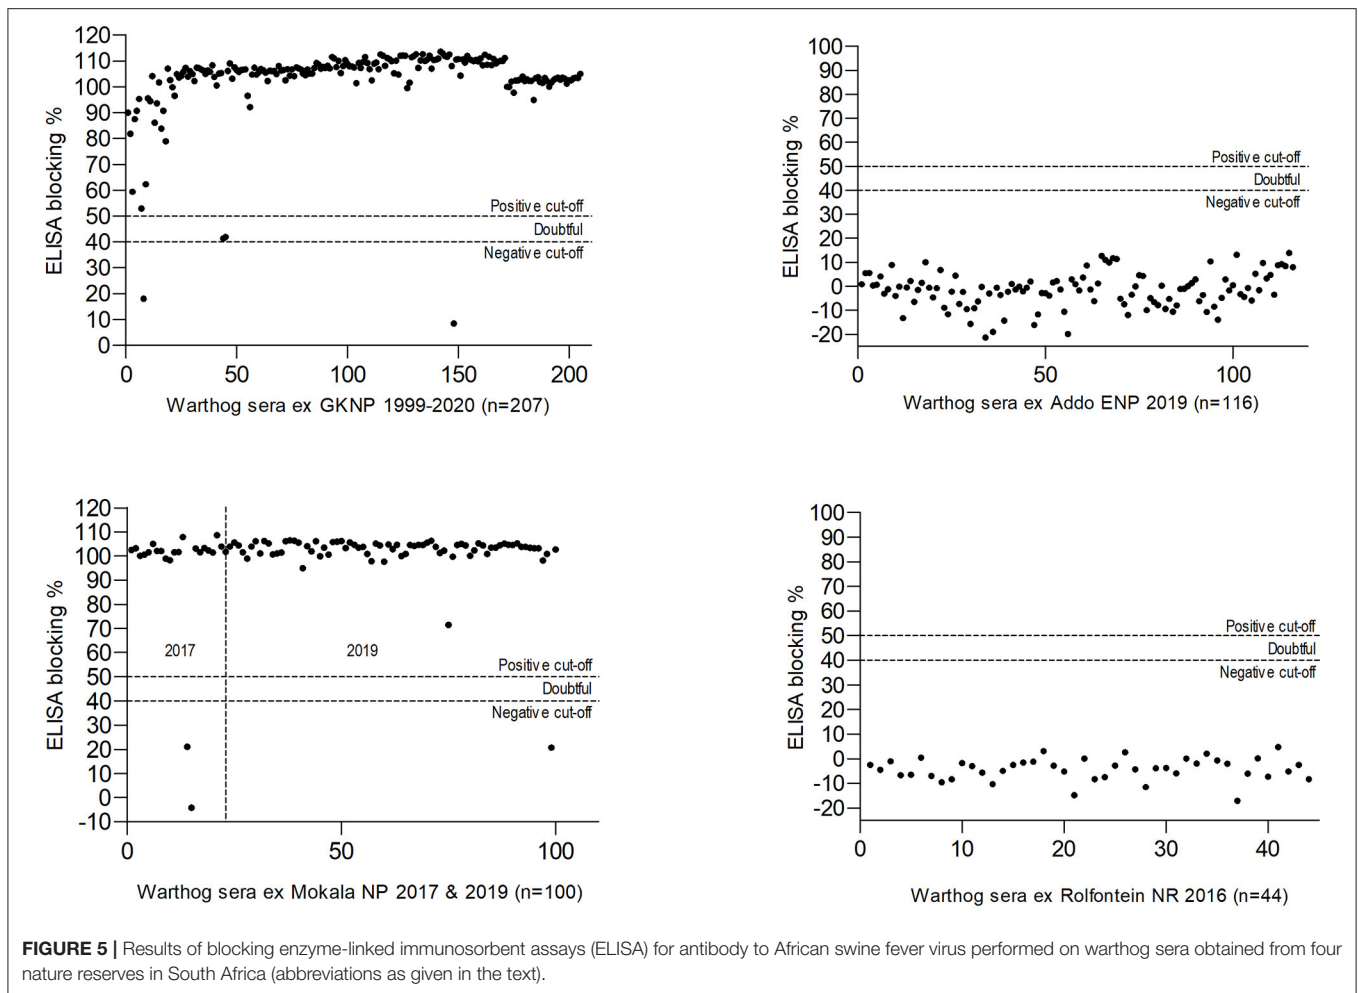 120
110
100
90
80
70
60
50
40
30
20
10
0
ELISA blocking %
Positive cut-off
Doubtful
Negative cut-off
0 50 100 150 200
Warthog sera ex GKNP 1999-2020 (n=207)
100
90
80
70
60
50
40
30
20
10
0
-10
-20
ELISA blocking %
Positive cut-off
Doubtful
Negative cut-off
0 50 100
Warthog sera ex Addo ENP 2019 (n=116)
120
110
100
90
80
70
60
50
40
30
20
10
0
-10
ELISA blocking %
2017 2019
Positive cut-off
Doubtful
Negative cut-off
0 50 100
Warthog sera ex Mokala NP 2017 & 2019 (n=100)
100
90
80
70
60
50
40
30
20
10
0
-10
-20
ELISA blocking %
Positive cut-off
Doubtful
Negative cut-off
0 10 20 30 40
Warthog sera ex Rolfontein NR 2016 (n=44)
FIGURE 5 | Results of blocking enzyme-linked immunosorbent assays (ELISA) for antibody to African swine fever virus performed on warthog sera obtained from four
nature reserves in South Africa (abbreviations as given in the text).